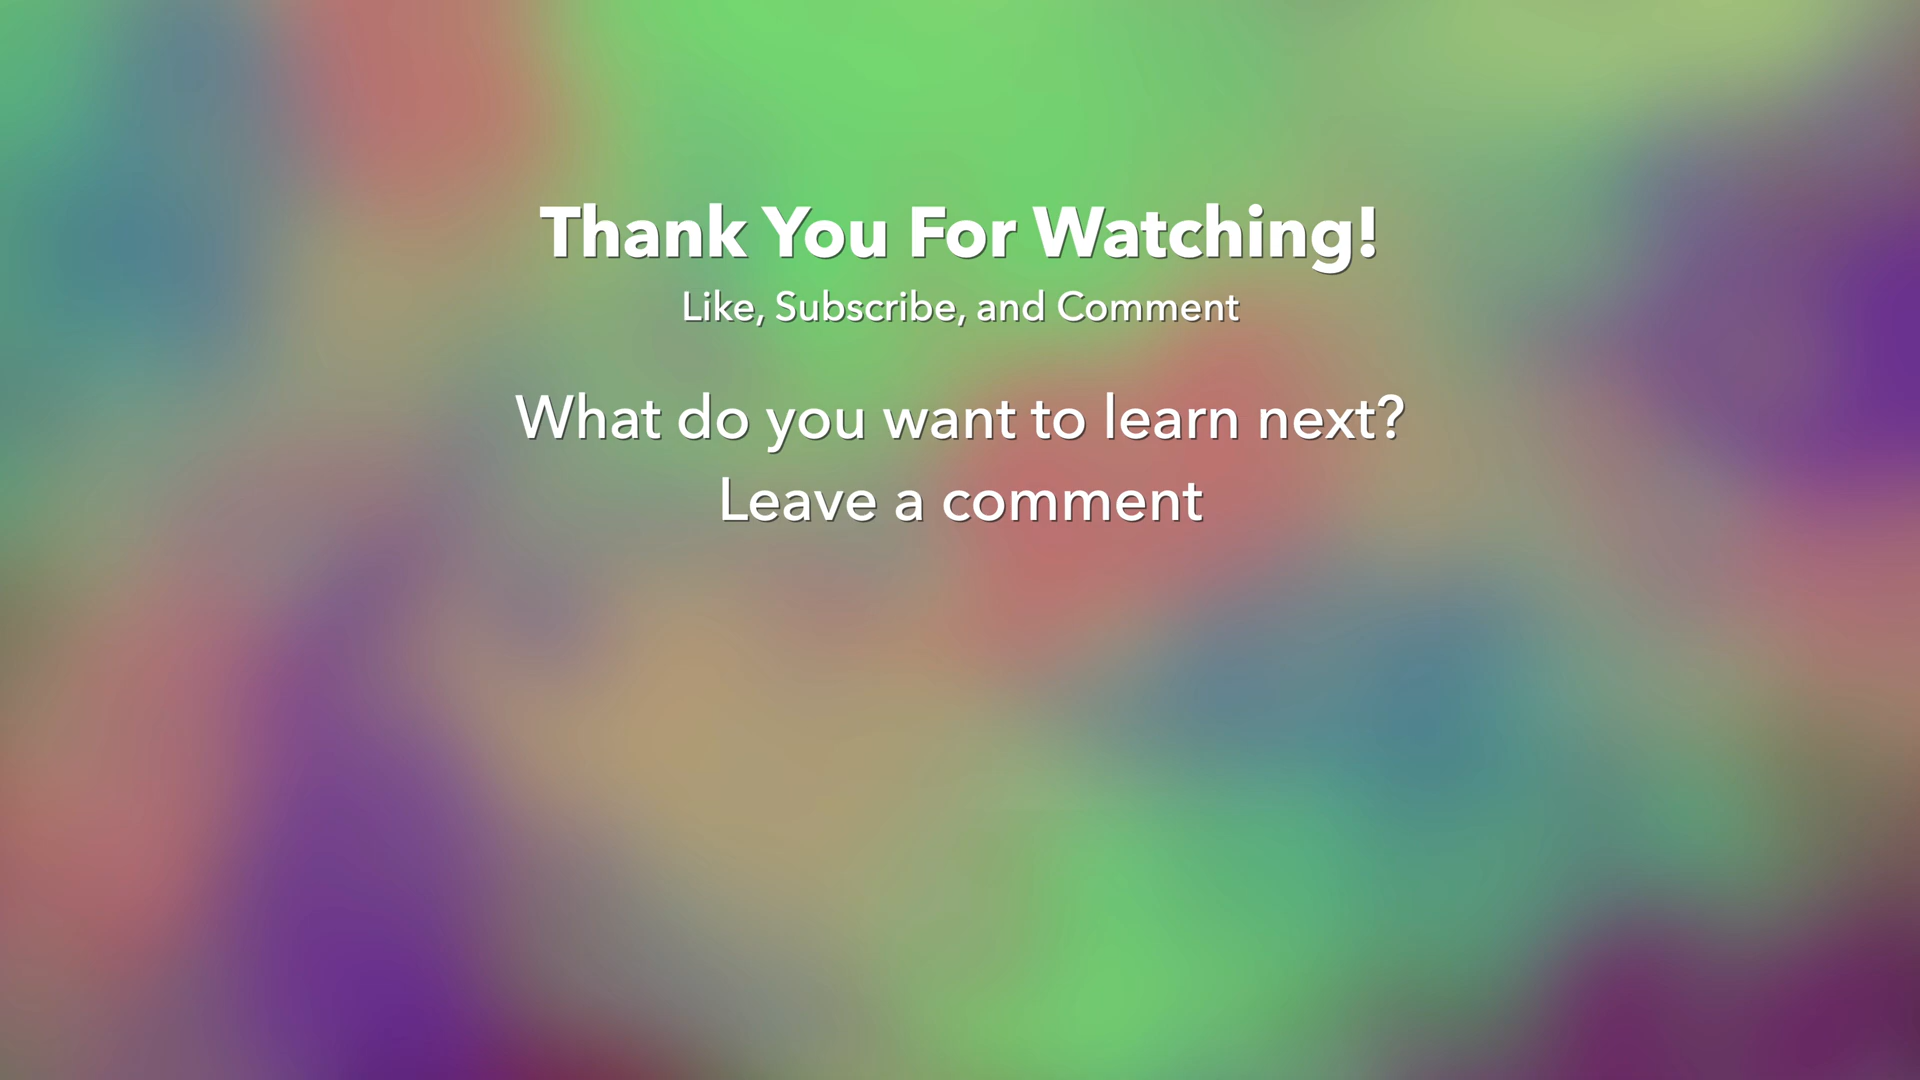 Thank You For Watching!
Like, Subscribe, and Comment
What do you want to learn next?
Leave a comment